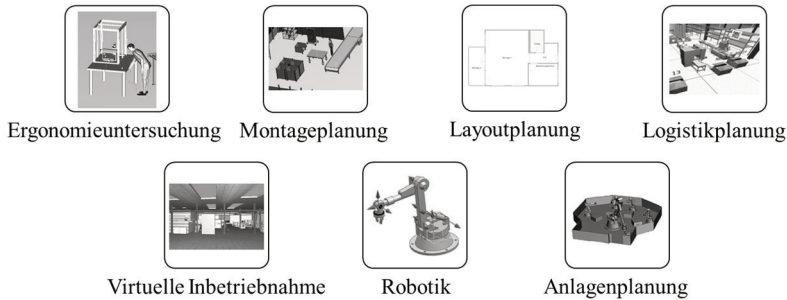 Ergonomieuntersuchung
Montageplanung
Layoutplanung
Logistikplanung
Virtuelle Inbetriebnahme
Robotik
Anlagenplanung